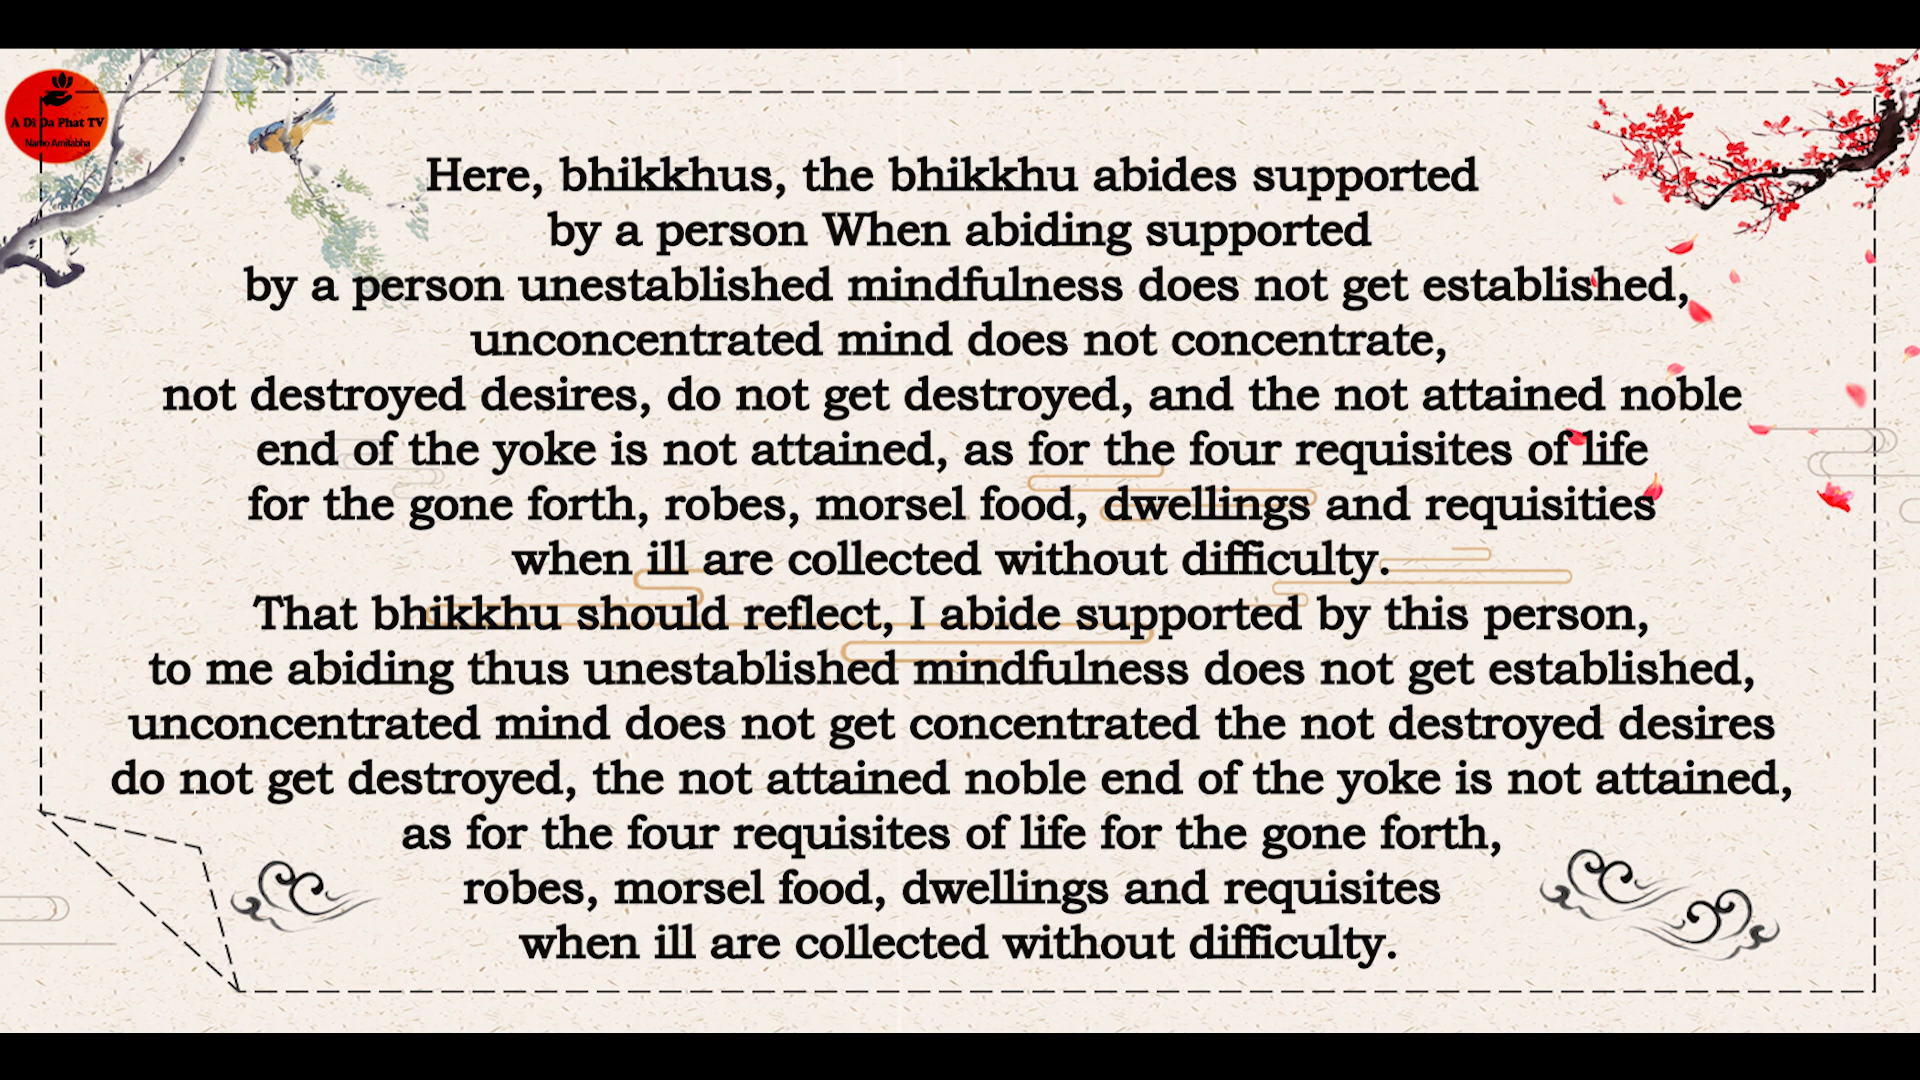 A Di Da Phat TV
Namo Amitabha
Here, bhikkhus, the bhikkhu abides supported
by a person When abiding supported
by a person unestablished mindfulness does not get established,
unconcentrated mind does not concentrate,
not destroyed desires, do not get destroyed, and the not attained noble
end of the yoke is not attained, as for the four requisites of life
for the gone forth, robes, morsel food, dwellings and requisities
when ill are collected without difficulty.
That bhikkhu should reflect, I abide supported by this person,
to me abiding thus unestablished mindfulness does not get established,
unconcentrated mind does not get concentrated the not destroyed desires
do not get destroyed, the not attained noble end of the yoke is not attained,
as for the four requisites of life for the gone forth,
robes, morsel food, dwellings and requisites
when ill are collected without difficulty.